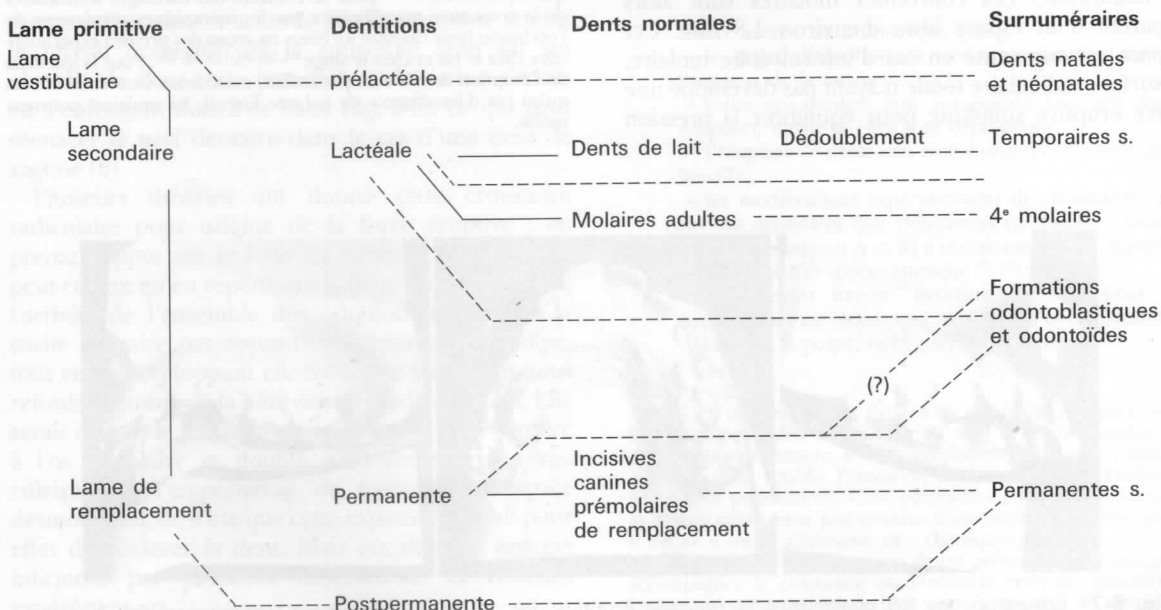 Lame primitive
Dentition
Dents normales
Surnuméraires
Lame
vestibulaire
prélactéale
Dents natales
et néonatales
Lame
secondaire
Lactéale
Dents de lait
Dédoublement
Temporaires s.
Molaires adultes
4e molaires
Formations
odontoblastiques
et odontoïdes
(?)
Lame de
remplacement
Permanente
Incisives
canines
prémolaires
de remplacement
Permanentes s.
Postpermanente